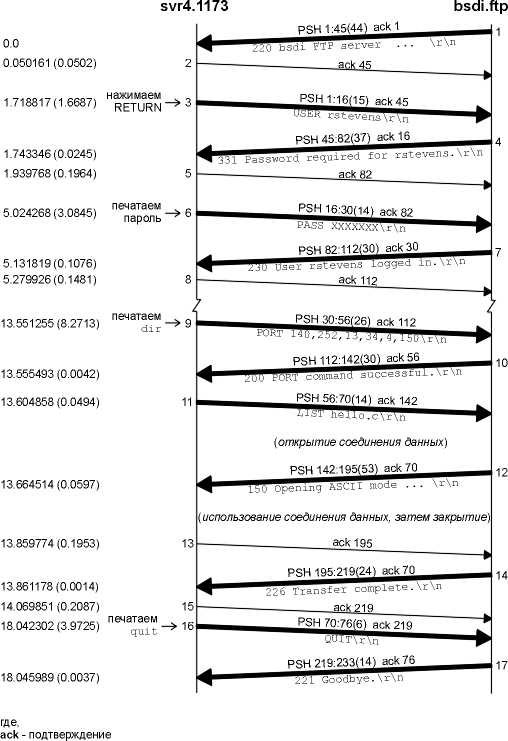 svr4.1173 bsdi.ftp
PSH 1:45(44) ack 1 1
0.0 220 bsdi FTP server ... \r\n
0.050161 (0.0502) 2 ack 45
нажимаем PSH 1:16(15) ack 45
1.718817 (1.6687) RETURN 3 USER rstevens\r\n
PSH 45:82(37) ack 16 4
1.743346 (0.0245) 331 Password required for rstevens.\r\n
1.939768 (0.1964) 5 ack 82
печатаем
5.024268 (3.0845) пароль 6 PSH 16:30(14) ack 82
PASS XXXXXXX\r\n
PSH 82:112(30) ack 30 7
5.131819 (0.1076) 230 User rstevens logged in.\r\n
5.279926 (0.1481) 8 ack 112
печатаем PSH 30:56(26) ack 112
13.551255 (8.2713) dir 9 PORT 140,252,13,34,4,150\r\n
PSH 112:142(30) ack 56 10
13.555493 (0.0042) 200 PORT command successful.\r\n
13.604858 (0.0494) 11 PSH 56:70(14) ack 142
LIST hello.c\r\n
(открытие соединения данных)
PSH 142:195(53) ack 70 12
13.664514 (0.0597) 150 Opening ASCII mode ... \r\n
(использование соединения данных, затем закрытие)
13.859774 (0.1953) 13 ack 195
PSH 195:219(24) ack 70 14
13.861178 (0.0014) 226 Transfer complete.\r\n
14.069851 (0.2087) 15 ack 219
печатаем
18.042302 (3.9725) quit 16 PSH 70:76(6) ack 219
QUIT\r\n
PSH 219:233(14) ack 76 17
18.045989 (0.0037) 221 Goodbye.\r\n
где,
ack - подтверждение